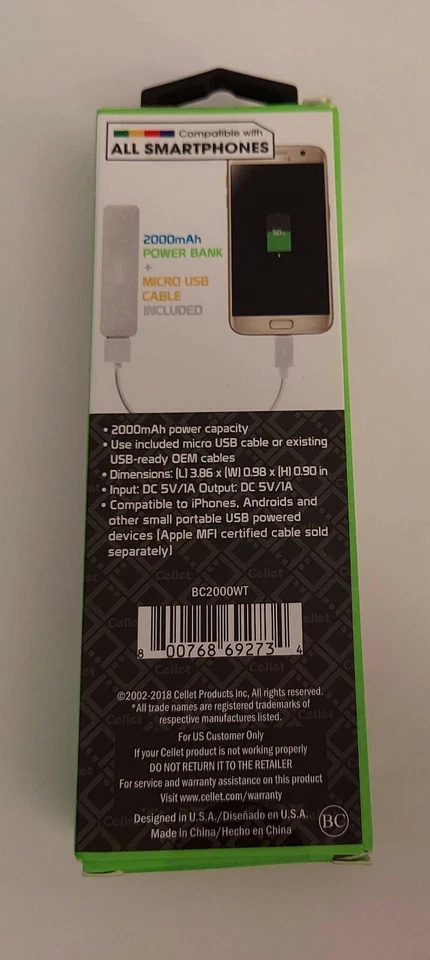 Compatible with
ALL SMARTPHONES
50%
2000mAh
POWER BANK
+
MICRO USB
CABLE
INCLUDED
• 2000mAh power capacity
• Use included micro USB cable or existing
USB-ready OEM cables
• Dimensions: (L) 3.86 x (W) 0.98 x (H) 0.90 in
• Input: DC 5V/1A Output: DC 5V/1A
• Compatible to iPhones, Androids and
other small portable USB powered
devices (Apple MFI certified cable sold
separately)
BC2000WT
8 00768 69273 4
©2002-2018 Cellet Products Inc, All rights reserved.
*All trade names are registered trademarks of
respective manufactures listed.
For US Customer Only
If your Cellet product is not working properly
DO NOT RETURN IT TO THE RETAILER
For service and warranty assistance on this product
Visit www.cellet.com/warranty
Designed in U.S.A./Diseñado en U.S.A.
Made in China/Hecho en China
BC